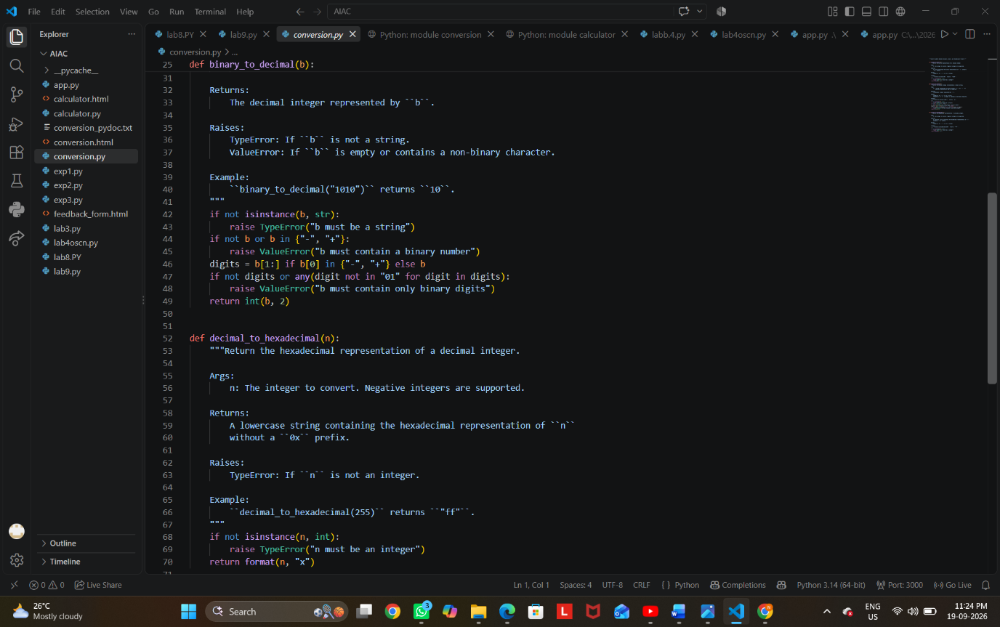 File Edit Selection View Go Run Terminal Help
AIAC
Explorer
AIAC
__pycache__
app.py
calculator.html
calculator.py
conversion_pydoc.txt
conversion.html
conversion.py
exp1.py
exp2.py
exp3.py
feedback_form.html
lab3.py
lab4oscn.py
lab8.PY
lab9.py
Outline
Timeline
lab8.PY lab9.py conversion.py Python: module conversion Python: module calculator labb.4.py lab4oscn.py app.py .\ app.py C:\...\2026
conversion.py > ...
25 def binary_to_decimal(b):
31
32 Returns:
33 The decimal integer represented by ``b``.
34
35 Raises:
36 TypeError: If ``b`` is not a string.
37 ValueError: If ``b`` is empty or contains a non-binary character.
38
39 Example:
40 ``binary_to_decimal("1010")`` returns ``10``.
41 """
42 if not isinstance(b, str):
43 raise TypeError("b must be a string")
44 if not b or b in {"-", "+"}:
45 raise ValueError("b must contain a binary number")
46 digits = b[1:] if b[0] in {"-", "+"} else b
47 if not digits or any(digit not in "01" for digit in digits):
48 raise ValueError("b must contain only binary digits")
49 return int(b, 2)
50
51
52 def decimal_to_hexadecimal(n):
53 """Return the hexadecimal representation of a decimal integer.
54
55 Args:
56 n: The integer to convert. Negative integers are supported.
57
58 Returns:
59 A lowercase string containing the hexadecimal representation of ``n``
60 without a ``0x`` prefix.
61
62 Raises:
63 TypeError: If ``n`` is not an integer.
64
65 Example:
66 ``decimal_to_hexadecimal(255)`` returns ``"ff"``.
67 """
68 if not isinstance(n, int):
69 raise TypeError("n must be an integer")
70 return format(n, "x")
71
0 0 Live Share Ln 1, Col 1 Spaces: 4 UTF-8 CRLF { } Python Completions Python 3.14 (64-bit) Port: 3000 Go Live
26°C
Mostly cloudy
Search
3
L
ENG
US
11:24 PM
19-09-2026